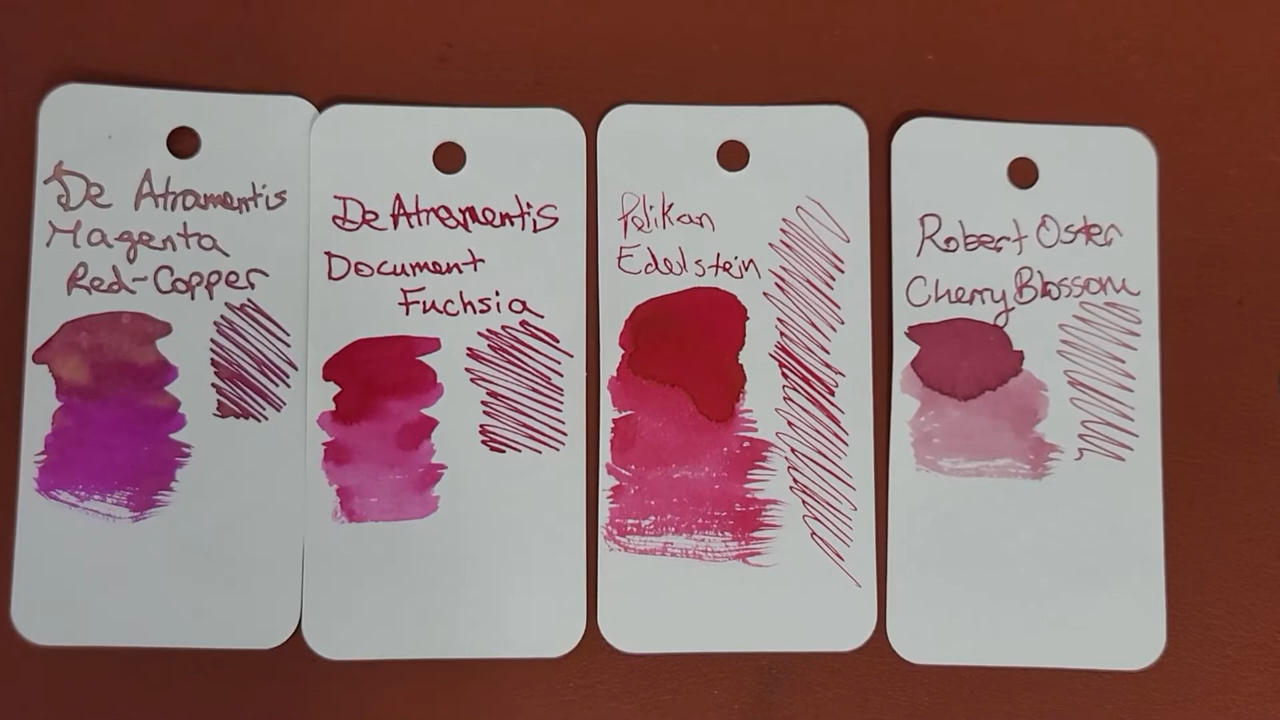 De Atramentis
Magenta
Red-Copper
De Atramentis
Document
Fuchsia
Pelikan
Edelstein
Robert Oster
Cherry Blossom